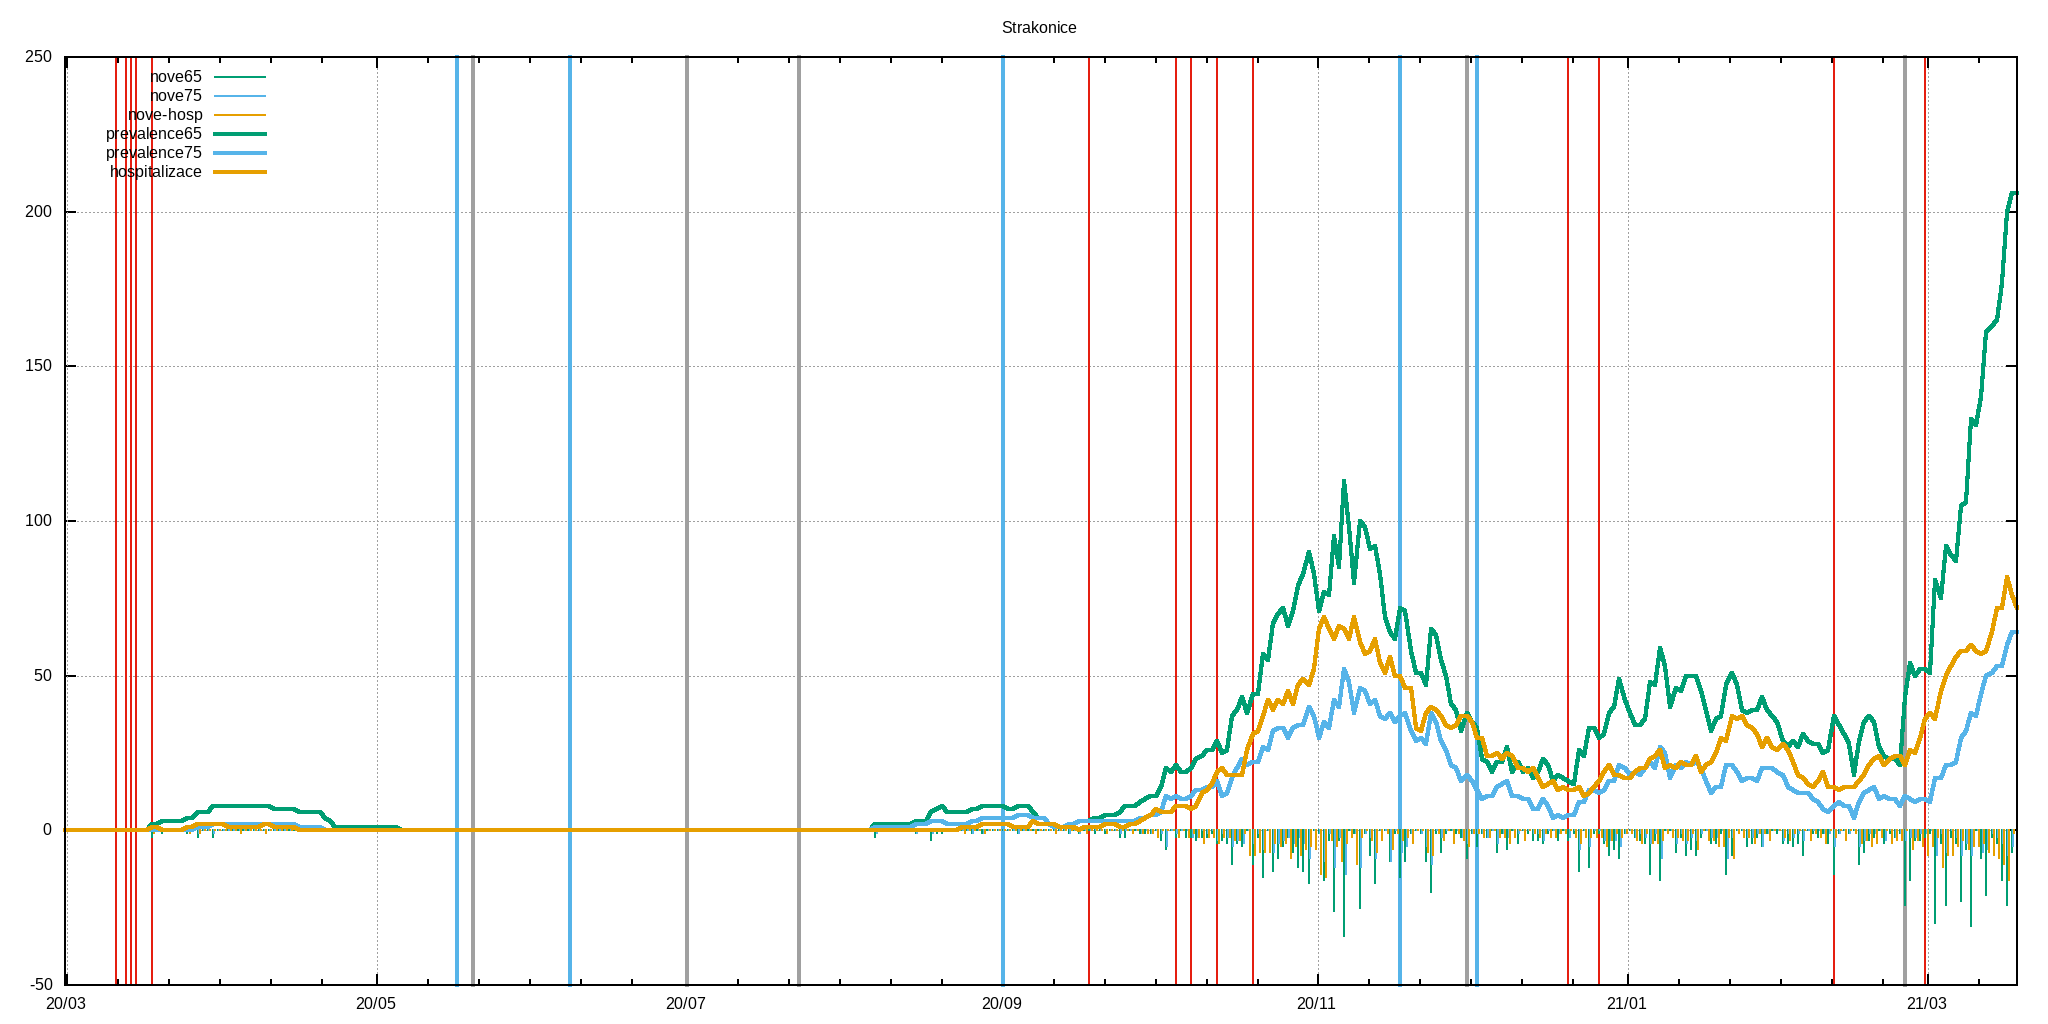 Strakonice
250
200
150
100
50
0
-50
nove65
nove75
nove-hosp
prevalence65
prevalence75
hospitalizace
20/03 20/05 20/07 20/09 20/11 21/01 21/03